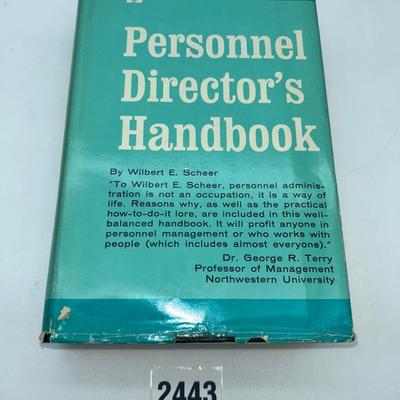 Personnel
Director's
Handbook
By Wilbert E. Scheer
"To Wilbert E. Scheer, personnel adminis-
tration is not an occupation, it is a way of
life. Reasons why, as well as the practical
how-to-do-it lore, are included in this well-
balanced handbook. It will profit anyone in
personnel management or who works with
people (which includes almost everyone)."
Dr. George R. Terry
Professor of Management
Northwestern University
2443